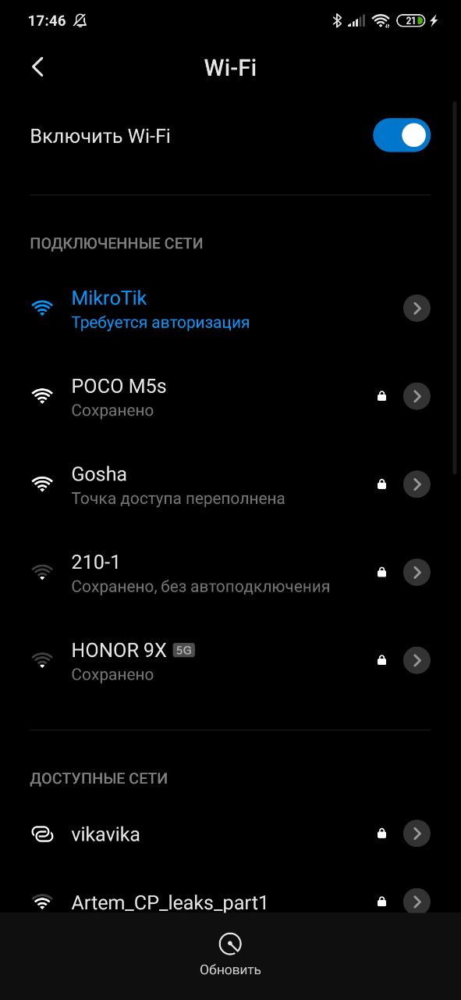 17:46
21
Wi-Fi
Включить Wi-Fi
ПОДКЛЮЧЕННЫЕ СЕТИ
MikroTik
Требуется авторизация
POCO M5s
Сохранено
Gosha
Точка доступа переполнена
210-1
Сохранено, без автоподключения
HONOR 9X 5G
Сохранено
ДОСТУПНЫЕ СЕТИ
vikavika
Artem_CP_leaks_part1
Обновить